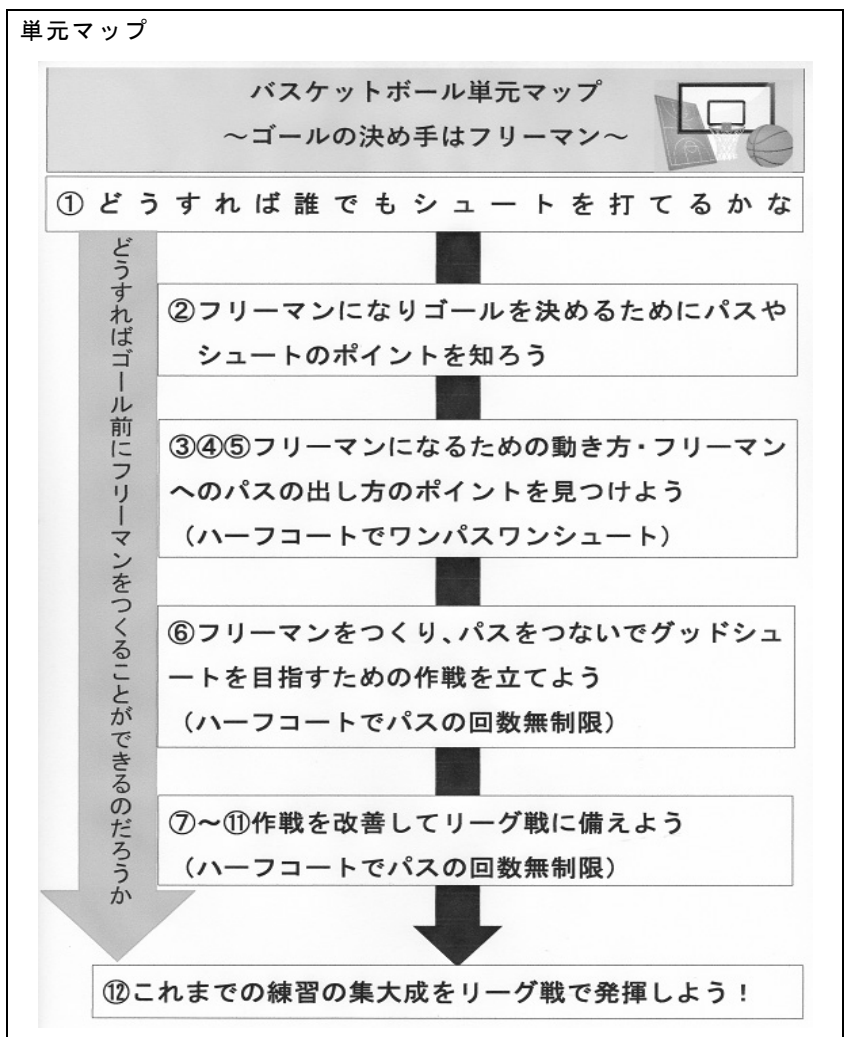 単元マップ
バスケットボール単元マップ
～ゴールの決め手はフリーマン～
①どうすれば誰でもシュートを打てるかな
どうすればゴール前にフリーマンをつくることができるのだろうか
②フリーマンになりゴールを決めるためにパスや
シュートのポイントを知ろう
③④⑤フリーマンになるための動き方・フリーマン
へのパスの出し方のポイントを見つけよう
（ハーフコートでワンパスワンシュート）
⑥フリーマンをつくり、パスをつないでグッドシュ
ートを目指すための作戦を立てよう
（ハーフコートでパスの回数無制限）
⑦～⑪作戦を改善してリーグ戦に備えよう
（ハーフコートでパスの回数無制限）
⑫これまでの練習の集大成をリーグ戦で発揮しよう！